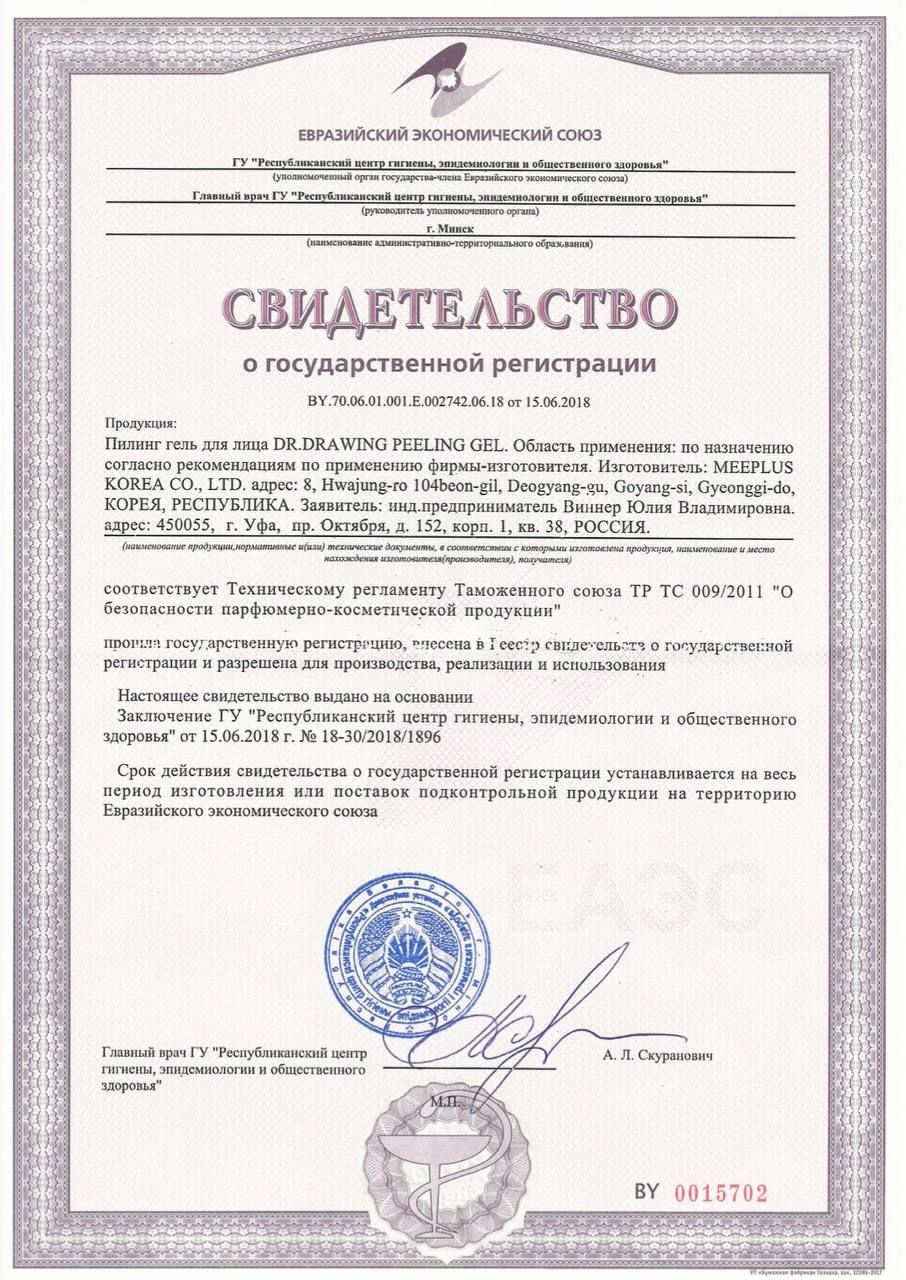 ЕВРАЗИЙСКИЙ ЭКОНОМИЧЕСКИЙ СОЮЗ
ГУ "Республиканский центр гигиены, эпидемиологии и общественного здоровья"
(уполномоченный орган государства-члена Евразийского экономического союза)
Главный врач ГУ "Республиканский центр гигиены, эпидемиологии и общественного здоровья"
(руководитель уполномоченного органа)
г. Минск
(наименование административно-территориального образования)
СВИДЕТЕЛЬСТВО
о государственной регистрации
BY.70.06.01.001.Е.002742.06.18 от 15.06.2018
Продукция:
Пилинг гель для лица DR.DRAWING PEELING GEL. Область применения: по назначению
согласно рекомендациям по применению фирмы-изготовителя. Изготовитель: MEEPLUS
KOREA CO., LTD. адрес: 8, Hwajung-ro 104beon-gil, Deogyang-gu, Goyang-si, Gyeonggi-do,
КОРЕЯ, РЕСПУБЛИКА. Заявитель: инд.предприниматель Виннер Юлия Владимировна.
адрес: 450055, г. Уфа, пр. Октября, д. 152, корп. 1, кв. 38, РОССИЯ.
(наименование продукции,нормативные и(или) технические документы, в соответствии с которыми изготовлена продукция, наименование и место
нахождения изготовителя(производителя), получателя)
соответствует Техническому регламенту Таможенного союза ТР ТС 009/2011 "О
безопасности парфюмерно-косметической продукции"
прошла государственную регистрацию, внесена в Реестр свидетельств о государственной
регистрации и разрешена для производства, реализации и использования
Настоящее свидетельство выдано на основании
Заключение ГУ "Республиканский центр гигиены, эпидемиологии и общественного
здоровья" от 15.06.2018 г. № 18-30/2018/1896
Срок действия свидетельства о государственной регистрации устанавливается на весь
период изготовления или поставок подконтрольной продукции на территорию
Евразийского экономического союза
ЕАЭС
Главный врач ГУ "Республиканский центр
гигиены, эпидемиологии и общественного
здоровья"
А. Л. Скуранович
М.П.
BY 0015702